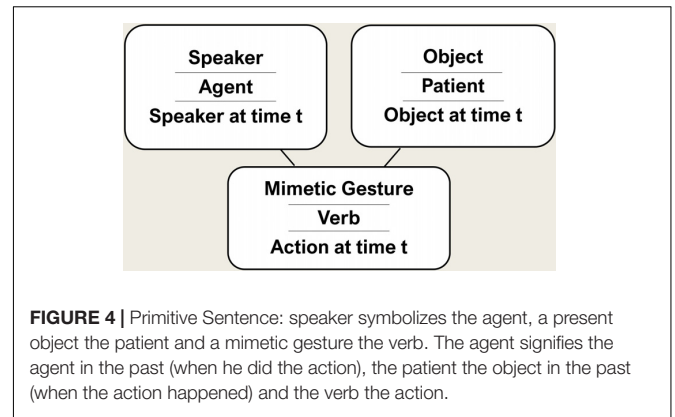 Speaker
Agent
Speaker at time t
Object
Patient
Object at time t
Mimetic Gesture
Verb
Action at time t
FIGURE 4 | Primitive Sentence: speaker symbolizes the agent, a present
object the patient and a mimetic gesture the verb. The agent signifies the
agent in the past (when he did the action), the patient the object in the past
(when the action happened) and the verb the action.